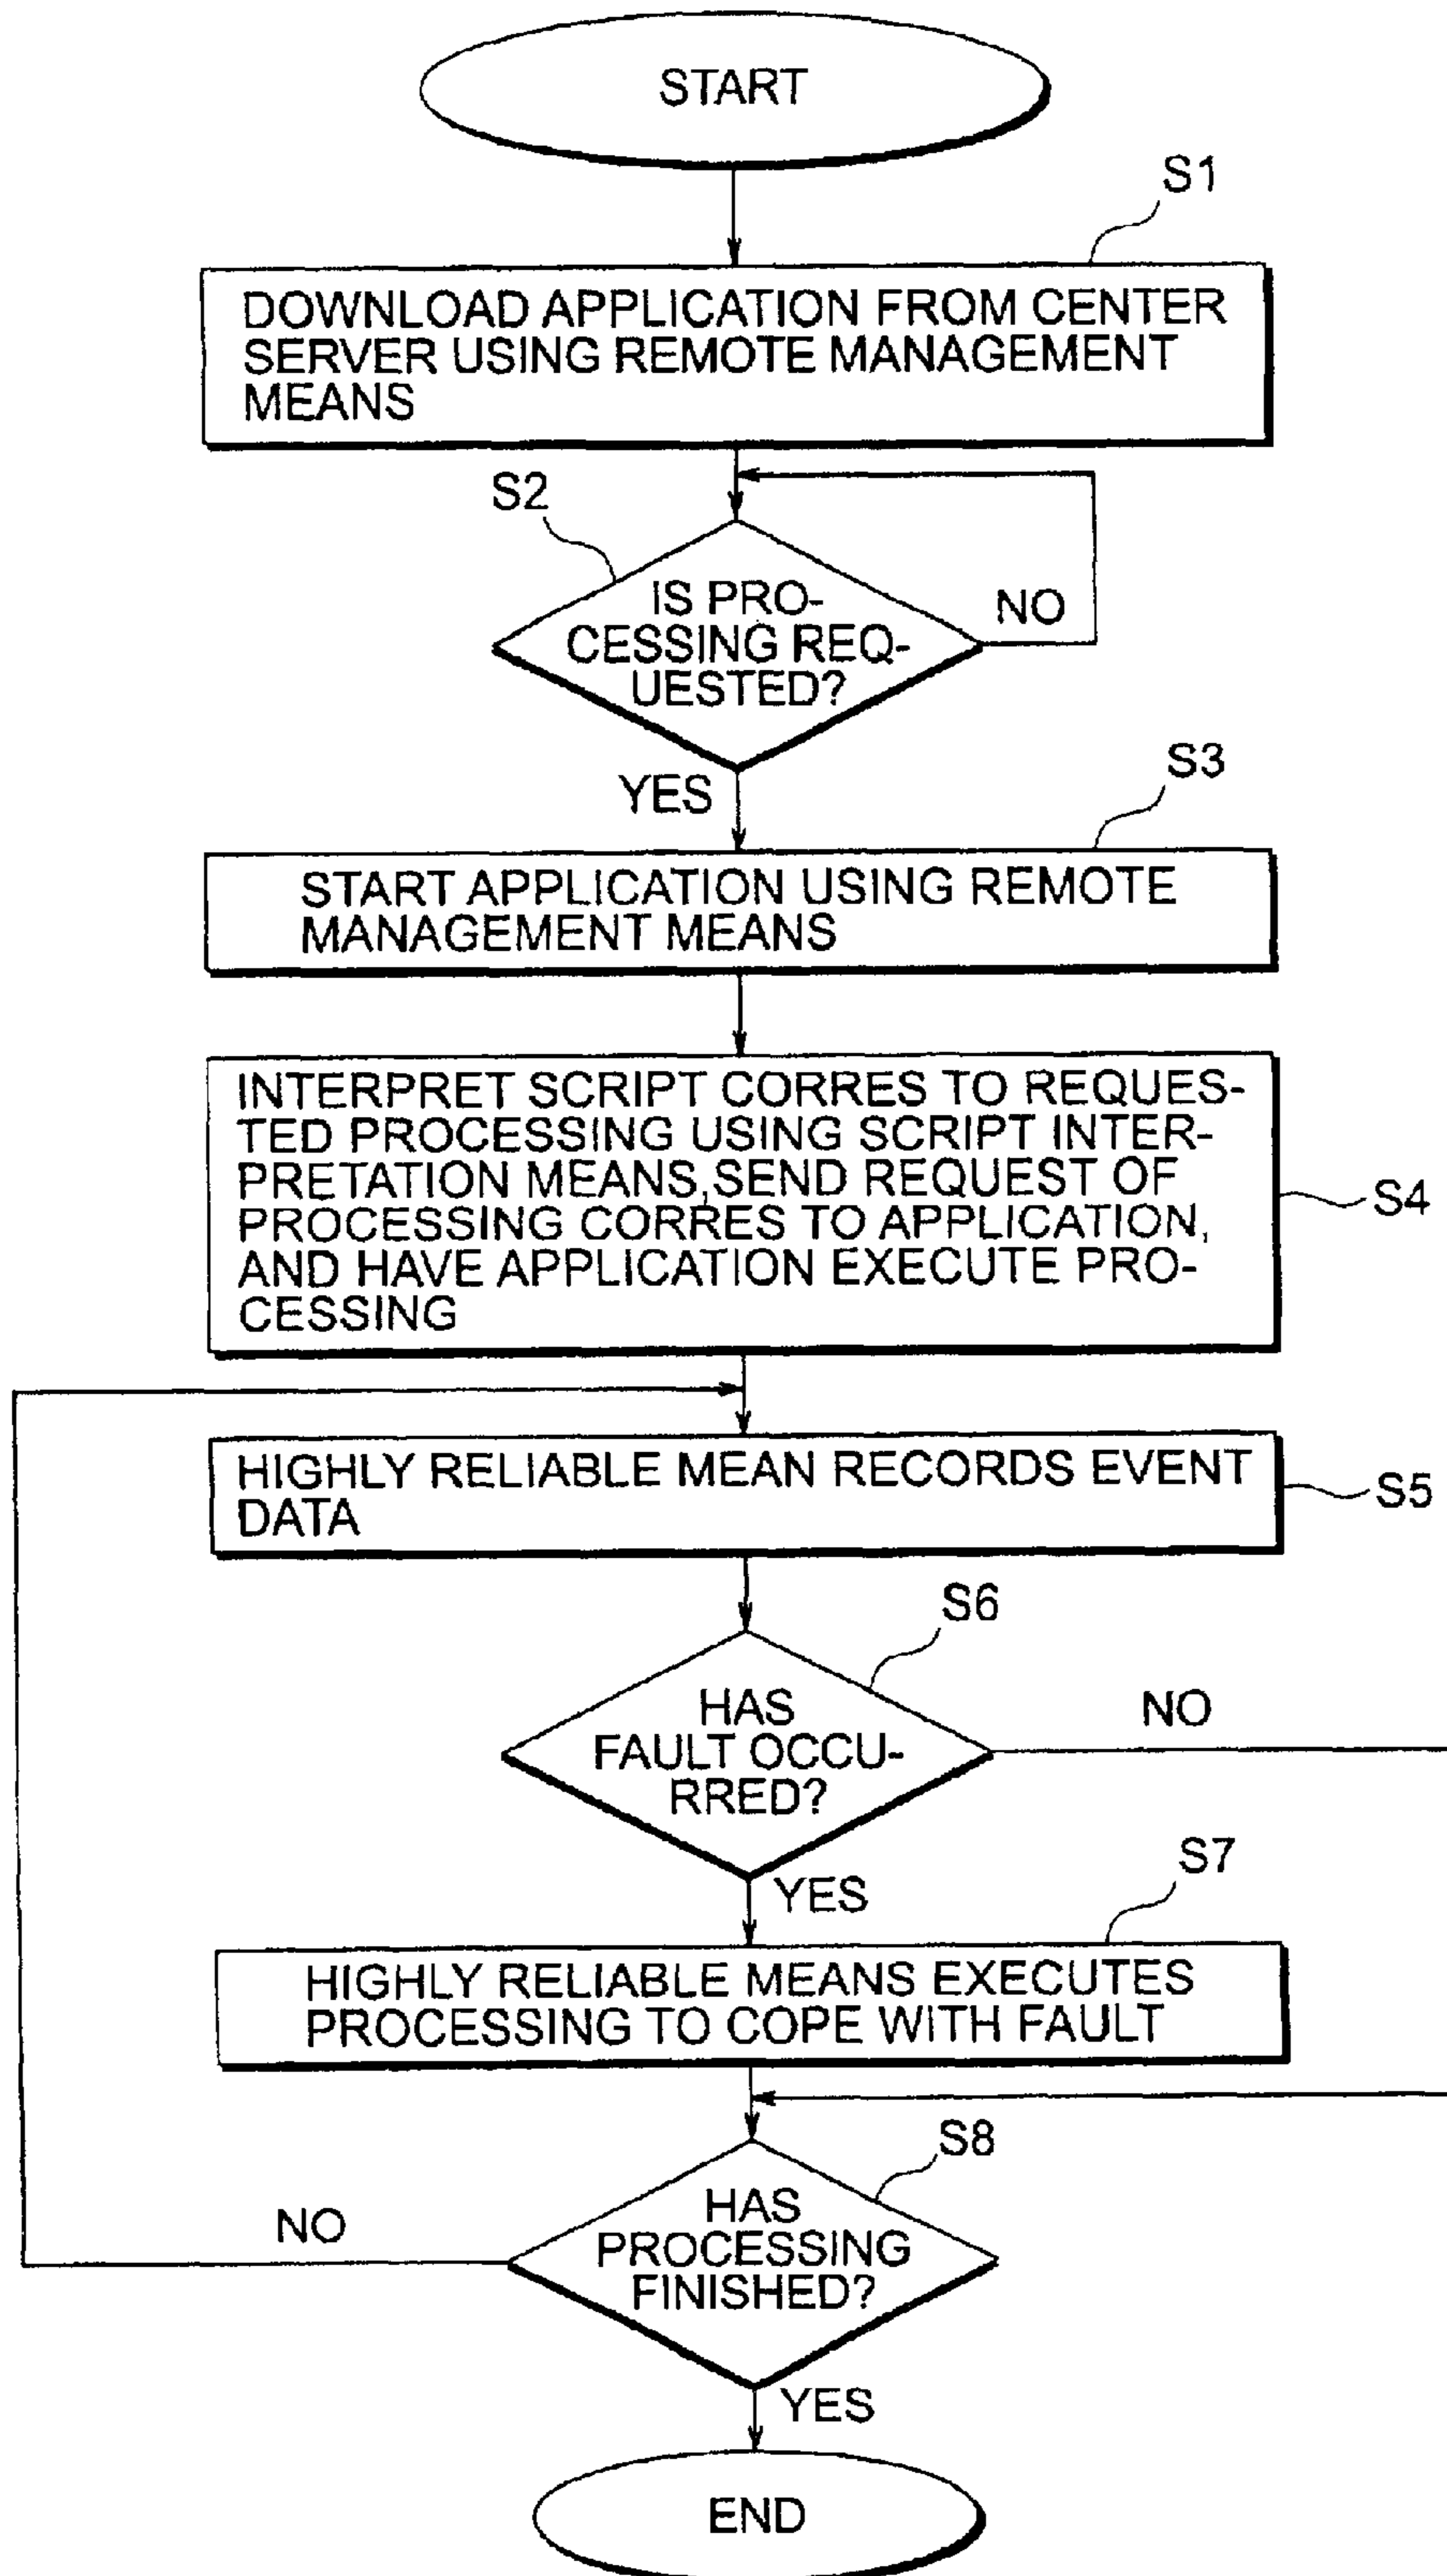 START
S1
DOWNLOAD APPLICATION FROM CENTER
SERVER USING REMOTE MANAGEMENT
MEANS
S2
IS PRO-
CESSING REQ-
UESTED?
NO
YES
S3
START APPLICATION USING REMOTE
MANAGEMENT MEANS
INTERPRET SCRIPT CORRES TO REQUES-
TED PROCESSING USING SCRIPT INTER-
PRETATION MEANS, SEND REQUEST OF
PROCESSING CORRES TO APPLICATION,
AND HAVE APPLICATION EXECUTE PRO-
CESSING
S4
HIGHLY RELIABLE MEAN RECORDS EVENT
DATA
S5
S6
HAS
FAULT OCCU-
RRED?
NO
YES
S7
HIGHLY RELIABLE MEANS EXECUTES
PROCESSING TO COPE WITH FAULT
S8
HAS
PROCESSING
FINISHED?
NO
YES
END